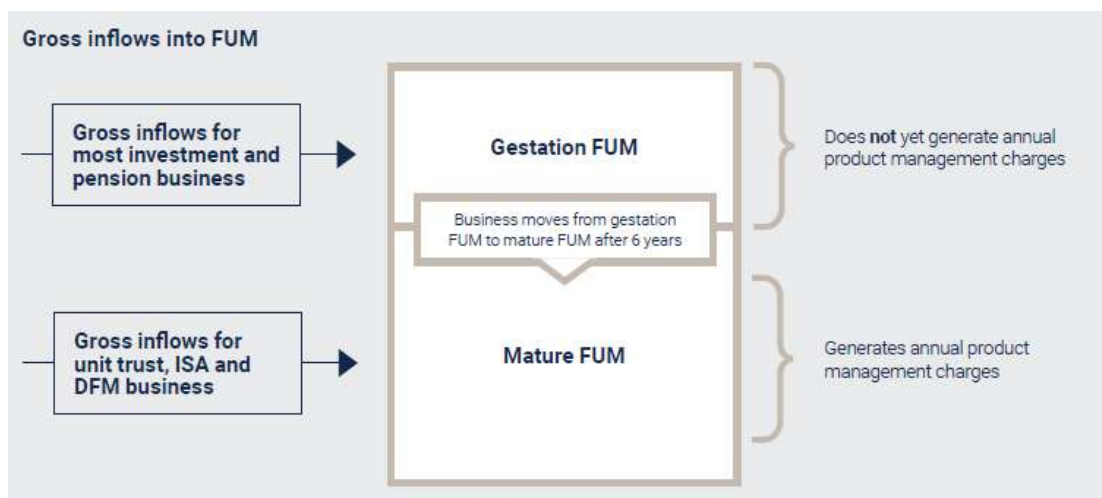 Gross inflows into FUM
Gross inflows for
most investment and
pension business
Gestation FUM
Does not yet generate annual
product management charges
Business moves from gestation
FUM to mature FUM after 6 years
Gross inflows for
unit trust, ISA and
DFM business
Mature FUM
Generates annual product
management charges